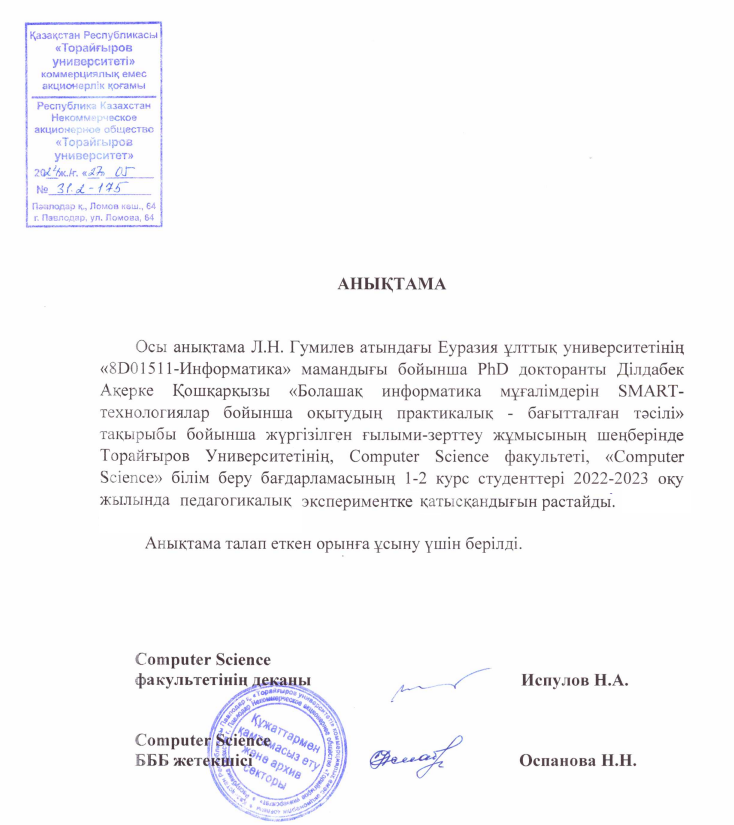 Қазақстан Республикасы
«Торайғыров
университеті»
коммерциялық емес
акционерлік қоғамы
Республика Казахстан
Некоммерческое
акционерное общество
«Торайгыров
университет»
2024ж./г. «27» 05
№ 31.2-175
Павлодар қ., Ломов көш., 64
г. Павлодар, ул. Ломова, 64
АНЫҚТАМА
Осы анықтама Л.Н. Гумилев атындағы Еуразия ұлттық университетінің
«8D01511-Информатика» мамандығы бойынша PhD докторанты Ділдабек
Ақерке Қошқарқызы «Болашақ информатика мұғалімдерін SMART-
технологиялар бойынша оқытудың практикалық - бағытталған тәсілі»
тақырыбы бойынша жүргізілген ғылыми-зерттеу жұмысының шеңберінде
Торайғыров Университетінің, Computer Science факультеті, «Computer
Science» білім беру бағдарламасының 1-2 курс студенттері 2022-2023 оқу
жылында педагогикалық экспериментке қатысқандығын растайды.
Анықтама талап еткен орынға ұсыну үшін берілді.
Computer Science
факультетінің деканы Испулов Н.А.
Computer Science
БББ жетекшісі Оспанова Н.Н.
Құжаттармен
қамтамасыз ету
және архив
секторы